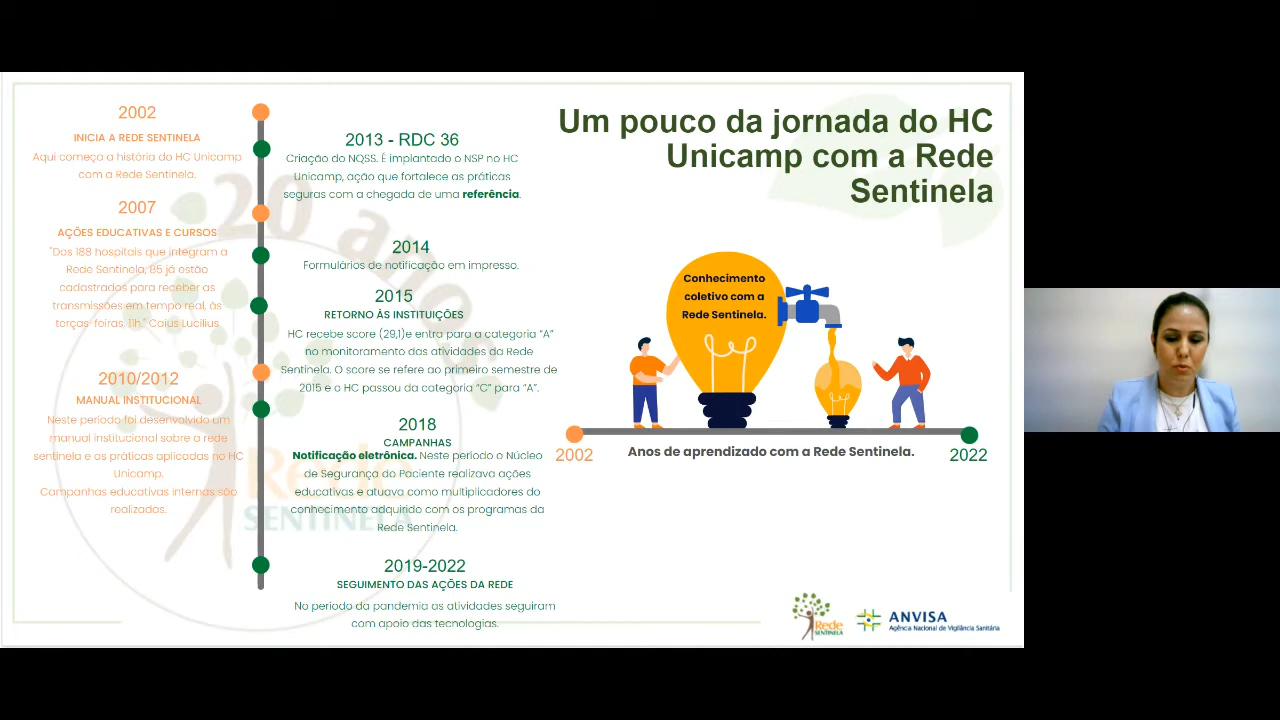 Um pouco da jornada do HC
Unicamp com a Rede
Sentinela
2002
INICIA A REDE SENTINELA
Aqui começa a história do HC Unicamp
com a Rede Sentinela.
2007
AÇÕES EDUCATIVAS E CURSOS
"Dos 188 hospitais que integram a
Rede Sentinela, 85 já estão
cadastrados para receber as
transmissões em tempo real, às
terças-feiras, 11h." Caius Lucilius.
2010/2012
MANUAL INSTITUCIONAL
Neste período foi desenvolvido um
manual institucional sobre a rede
sentinela e as práticas aplicadas no HC
Unicamp.
Campanhas educativas internas são
realizadas.
2013 - RDC 36
Criação do NQSS. É implantado o NSP no HC
Unicamp, ação que fortalece as práticas
seguras com a chegada de uma referência.
2014
Formulários de notificação em impresso.
2015
RETORNO ÀS INSTITUIÇÕES
HC recebe score (29,1)e entra para a categoria “A”
no monitoramento das atividades da Rede
Sentinela. O score se refere ao primeiro semestre de
2015 e o HC passou da categoria “C” para “A”.
2018
CAMPANHAS
Notificação eletrônica. Neste período o Núcleo
de Segurança do Paciente realizava ações
educativas e atuava como multiplicadores do
conhecimento adquirido com os programas da
Rede Sentinela.
2019-2022
SEGUIMENTO DAS AÇÕES DA REDE
No período da pandemia as atividades seguiram
com apoio das tecnologias.
Conhecimento
coletivo com a
Rede Sentinela.
2002
Anos de aprendizado com a Rede Sentinela.
2022
20 anos
Rede
SENTINELA
Rede
SENTINELA
ANVISA
Agência Nacional de Vigilância Sanitária